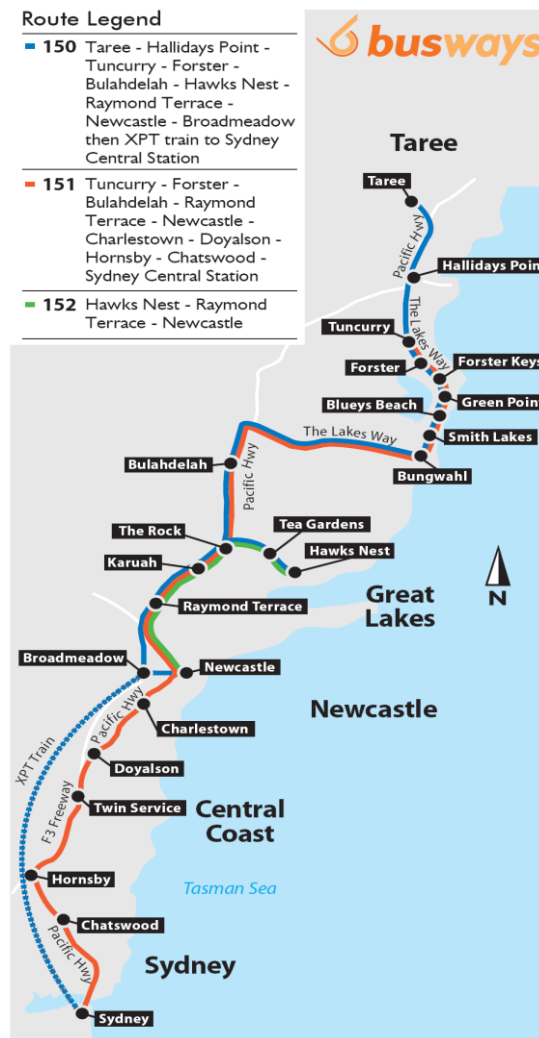 Route Legend
busways
150 Taree - Hallidays Point -
Tuncurry - Forster -
Bulahdelah - Hawks Nest -
Raymond Terrace -
Newcastle - Broadmeadow
then XPT train to Sydney
Central Station
151 Tuncurry - Forster -
Bulahdelah - Raymond
Terrace - Newcastle -
Charlestown - Doyalson -
Hornsby - Chatswood -
Sydney Central Station
152 Hawks Nest - Raymond
Terrace - Newcastle
Taree
Taree
Pacific Hwy
Hallidays Point
The Lakes Way
Tuncurry
Forster
Forster Keys
Blueys Beach
Green Point
The Lakes Way
Smith Lakes
Bulahdelah
Pacific Hwy
Bungwahl
The Rock
Tea Gardens
Karuah
Hawks Nest
Great
Lakes
N
Raymond Terrace
Broadmeadow
Newcastle
Newcastle
Pacific Hwy
Charlestown
XPT Train
Doyalson
Twin Service
Central
Coast
F3 Freeway
Hornsby
Tasman Sea
Chatswood
Pacific Hwy
Sydney
Sydney